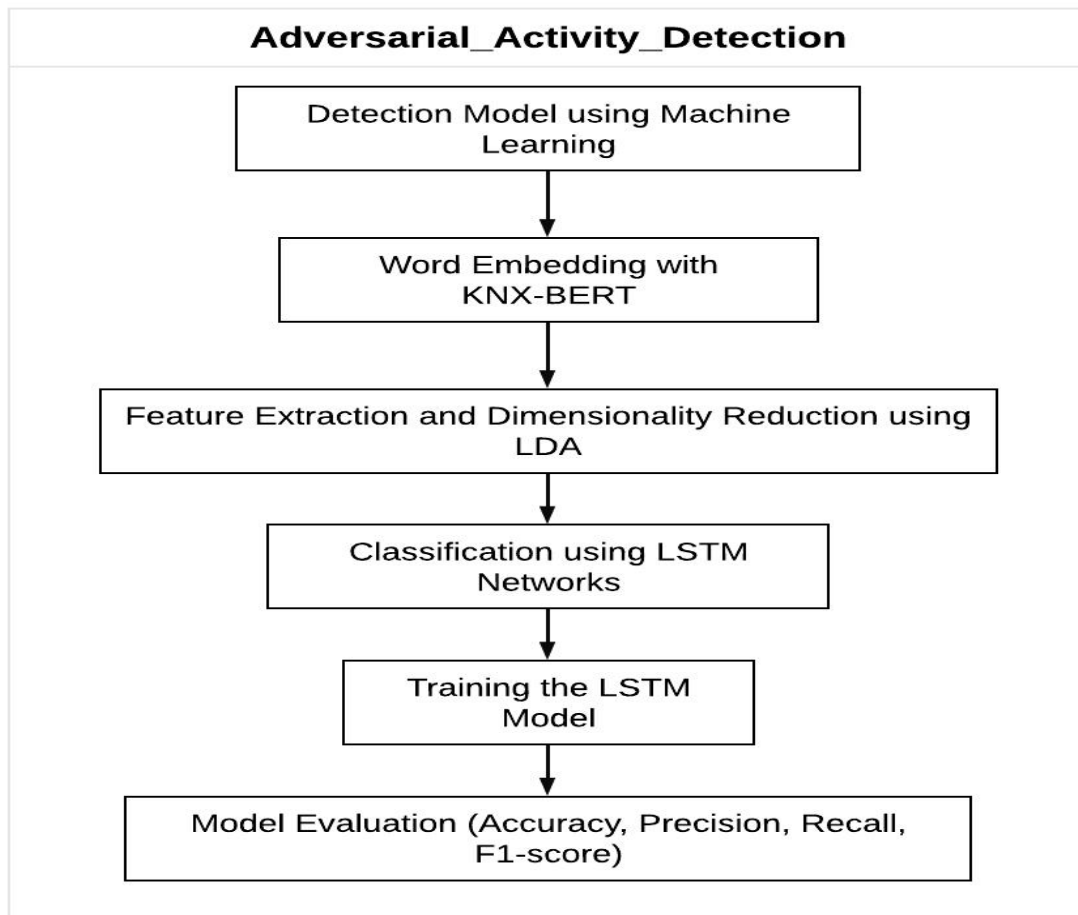 Adversarial_Activity_Detection
Detection Model using Machine
Learning
Word Embedding with
KNX-BERT
Feature Extraction and Dimensionality Reduction using
LDA
Classification using LSTM
Networks
Training the LSTM
Model
Model Evaluation (Accuracy, Precision, Recall,
F1-score)